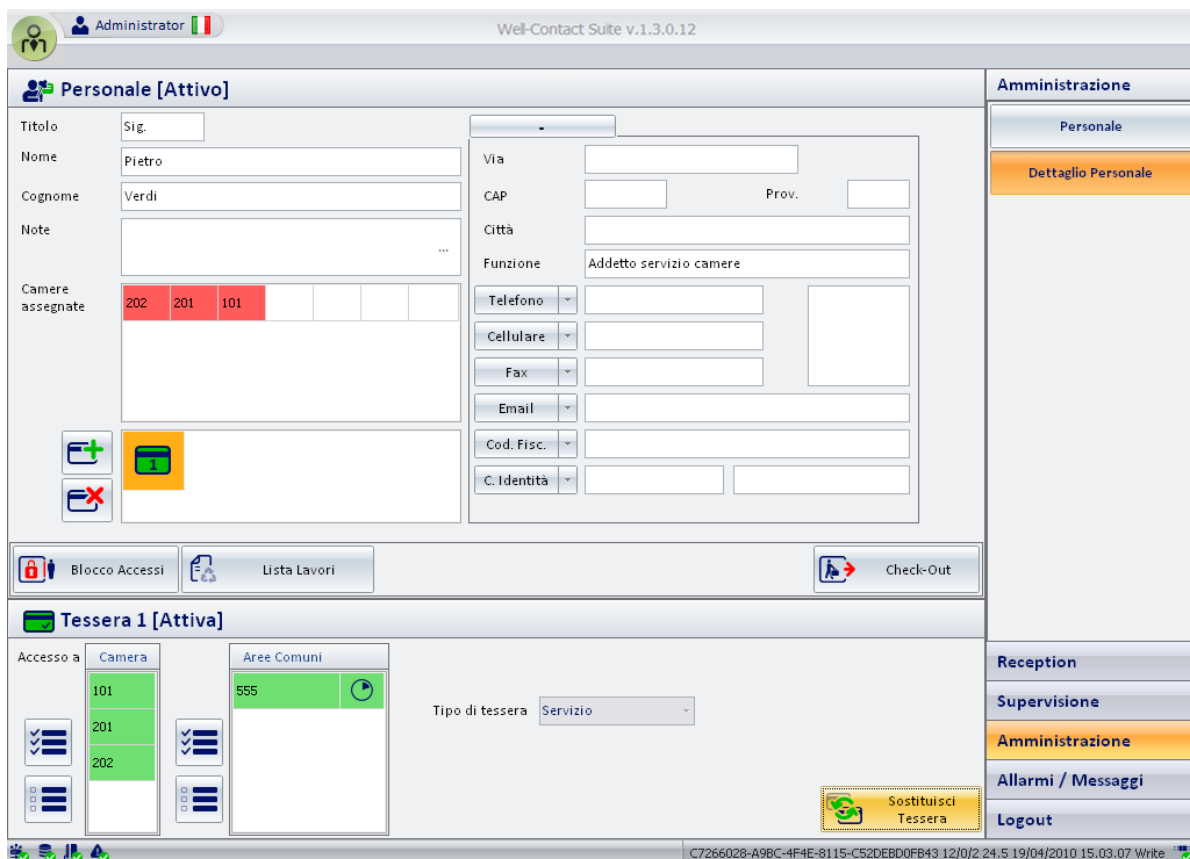 Administrator
Well-Contact Suite v.1.3.0.12
Personale [Attivo]
Titolo
Sig.
Nome
Pietro
Cognome
Verdi
Note
...
Camere
assegnate
202 201 101
1
-
Via
CAP
Prov.
Città
Funzione
Addetto servizio camere
Telefono
Cellulare
Fax
Email
Cod. Fisc.
C. Identità
Blocco Accessi
Lista Lavori
Check-Out
Tessera 1 [Attiva]
Accesso a
Camera
101
201
202
Aree Comuni
555
Tipo di tessera
Servizio
Sostituisci
Tessera
Amministrazione
Personale
Dettaglio Personale
Reception
Supervisione
Amministrazione
Allarmi / Messaggi
Logout
C7266028-A9BC-4F4E-8115-C52DEBD0FB43 12/0/2 24.5 19/04/2010 15.03.07 Write